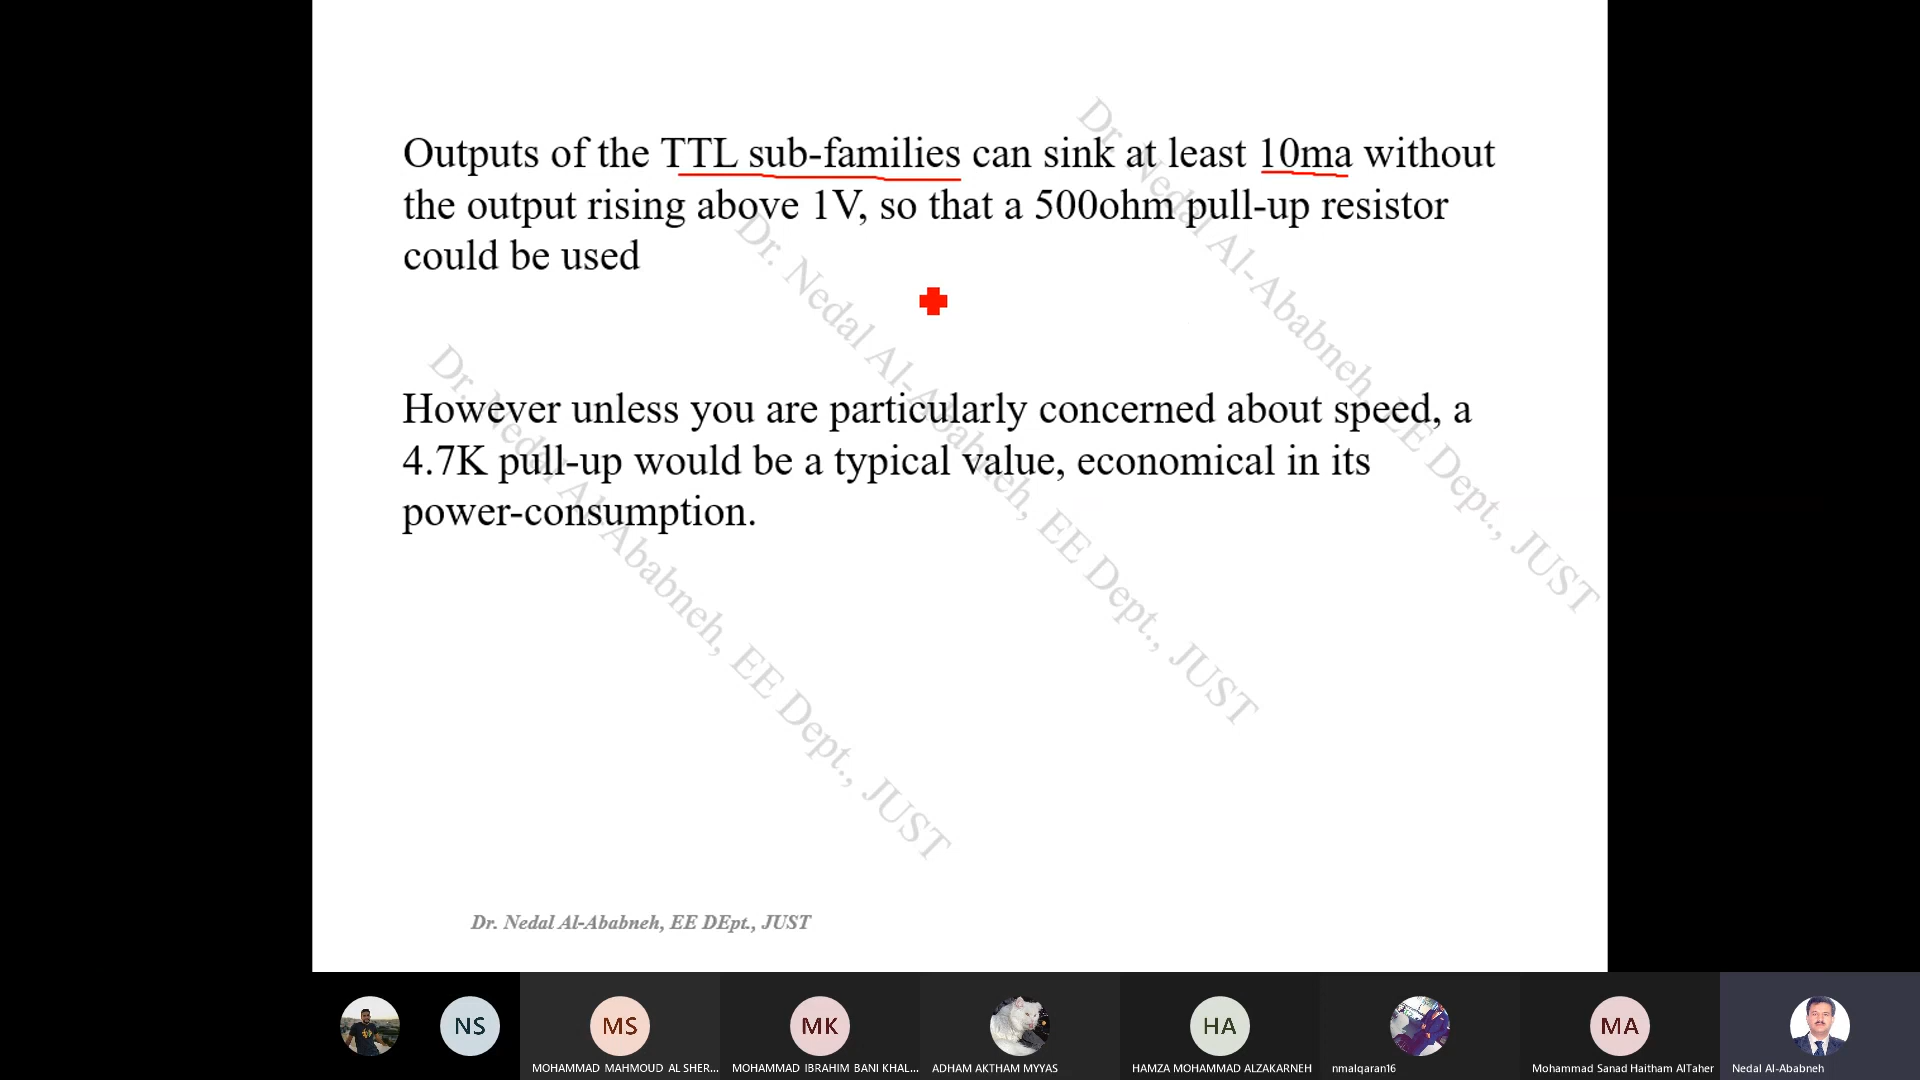 Outputs of the TTL sub-families can sink at least 10ma without
the output rising above 1V, so that a 500ohm pull-up resistor
could be used
However unless you are particularly concerned about speed, a
4.7K pull-up would be a typical value, economical in its
power-consumption.
Dr. Nedal Al-Ababneh, EE Dept., JUST
Dr. Nedal Al-Ababneh, EE Dept., JUST
Dr. Nedal Al-Ababneh, EE Dept., JUST
Dr. Nedal Al-Ababneh, EE DEpt., JUST
NS
MS
MK
HA
MA
MOHAMMAD MAHMOUD AL SHER...
MOHAMMAD IBRAHIM BANI KHAL...
ADHAM AKTHAM MYYAS
HAMZA MOHAMMAD ALZAKARNEH
nmalqaran16
Mohammad Sanad Haitham AlTaher
Nedal Al-Ababneh